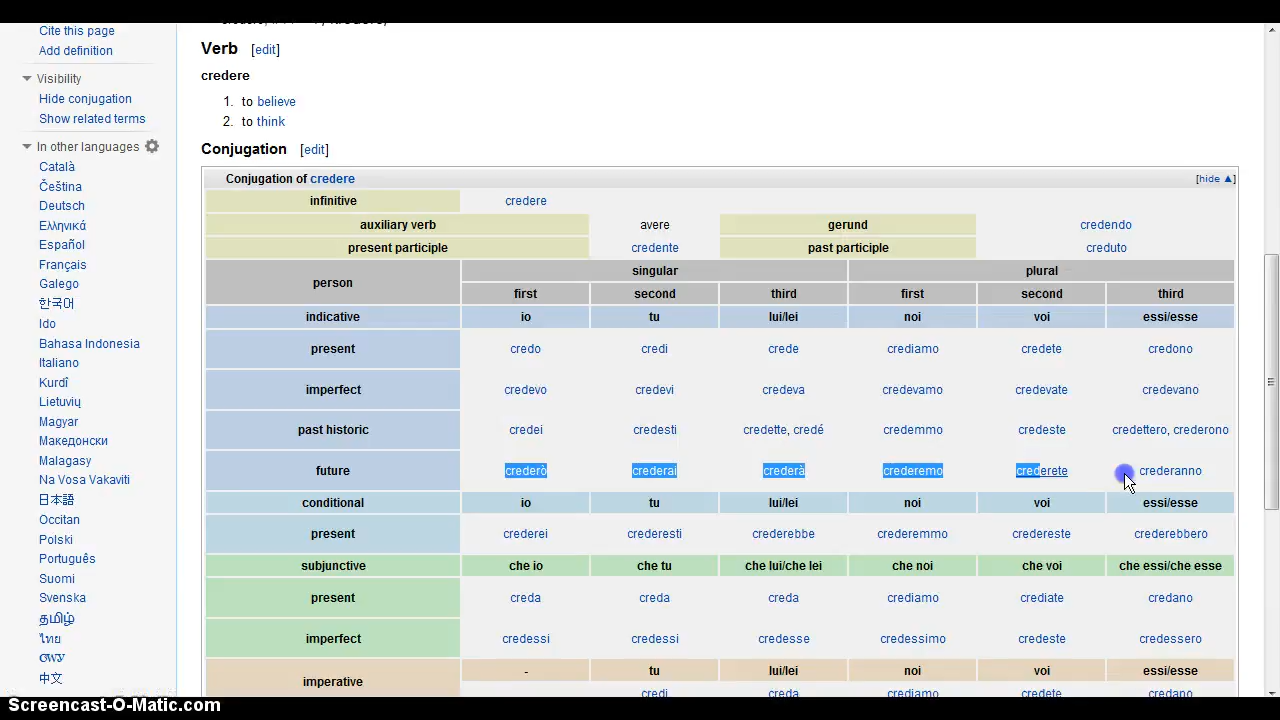 Cite this page
Add definition
Visibility
Hide conjugation
Show related terms
In other languages
Català
Čeština
Deutsch
Ελληνικά
Español
Français
Galego
한국어
Ido
Bahasa Indonesia
Italiano
Kurdî
Lietuvių
Magyar
Македонски
Malagasy
Na Vosa Vakaviti
日本語
Occitan
Polski
Português
Suomi
Svenska
தமிழ்
ไทย
ᏣᎳᎩ
中文
Verb [edit]
credere
1. to believe
2. to think
Conjugation [edit]
Conjugation of credere [hide ▲]
infinitive credere
auxiliary verb avere gerund credendo
present participle credente past participle creduto
person singular plural
first second third first second third
indicative io tu lui/lei noi voi essi/esse
present credo credi crede crediamo credete credono
imperfect credevo credevi credeva credevamo credevate credevano
past historic credei credesti credette, credé credemmo credeste credettero, crederono
future crederò crederai crederà crederemo crederete crederanno
conditional io tu lui/lei noi voi essi/esse
present crederei crederesti crederebbe crederemmo credereste crederebbero
subjunctive che io che tu che lui/che lei che noi che voi che essi/che esse
present creda creda creda crediamo crediate credano
imperfect credessi credessi credesse credessimo credeste credessero
imperative - tu lui/lei noi voi essi/esse
credi creda crediamo credete credano
Screencast-O-Matic.com